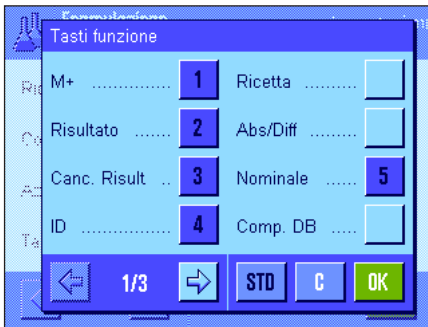 Formulazione
Tasti funzione
M+ ............... 1 Ricetta ..........
Risultato ....... 2 Abs/Diff .........
Canc. Risult .. 3 Nominale ...... 5
ID ................. 4 Comp. DB .....
1/3 STD C OK